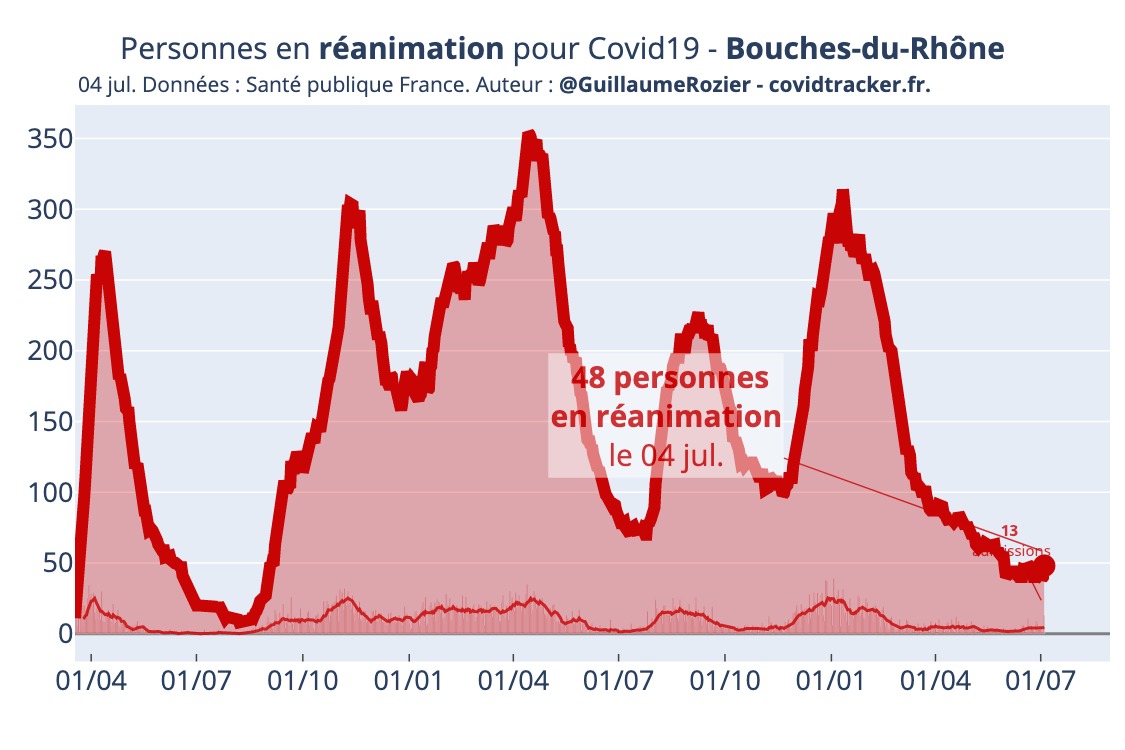 Personnes en réanimation pour Covid19 - Bouches-du-Rhône
04 jul. Données : Santé publique France. Auteur : @GuillaumeRozier - covidtracker.fr.
350
300
250
200
150
100
50
0
48 personnes
en réanimation
le 04 jul.
13
admissions
01/04 01/07 01/10 01/01 01/04 01/07 01/10 01/01 01/04 01/07